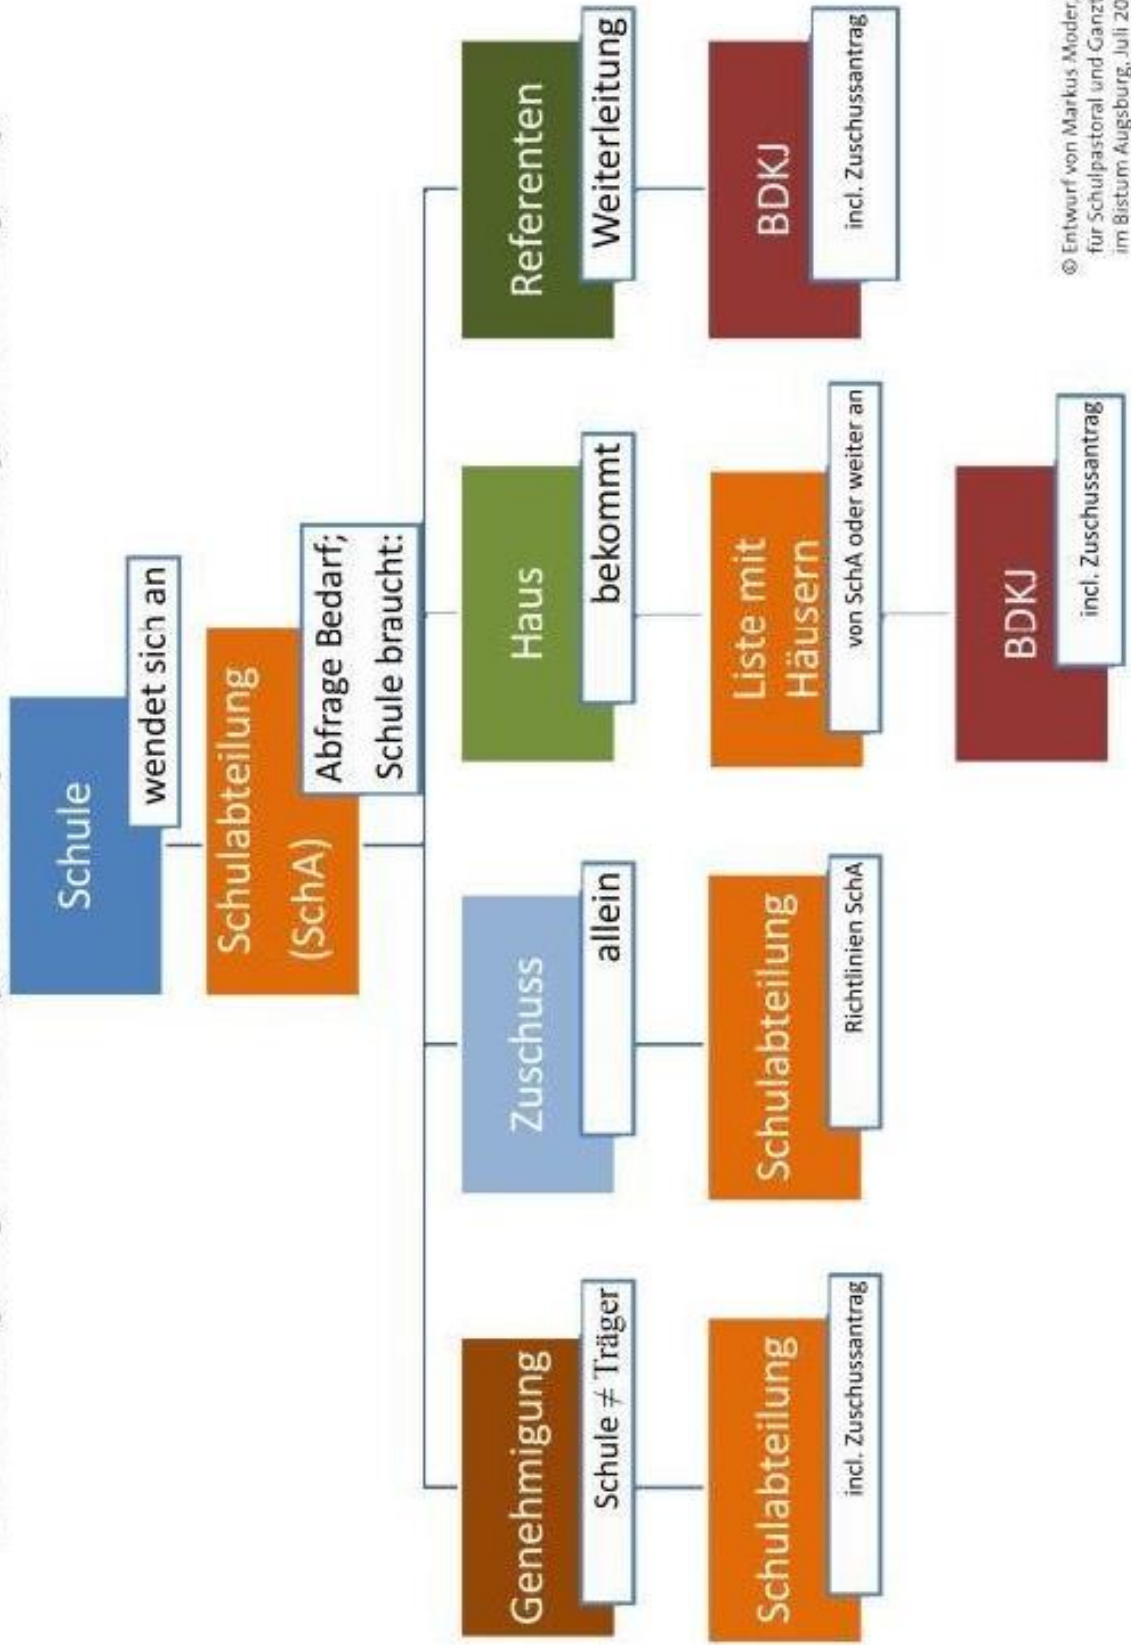 Schule
wendet sich an
Schulabteilung
(SchA)
Abfrage Bedarf;
Schule braucht:
Genehmigung
Schule ≠ Träger
Schulabteilung
incl. Zuschussantrag
Zuschuss
allein
Schulabteilung
Richtlinien SchA
Haus
bekommt
Liste mit
Häusern
von SchA oder weiter an
BDKJ
incl. Zuschussantrag
Referenten
Weiterleitung
BDKJ
incl. Zuschussantrag
© Entwurf von Markus Moder,
für Schulpastoral und
im Bistum Augsburg, Juli